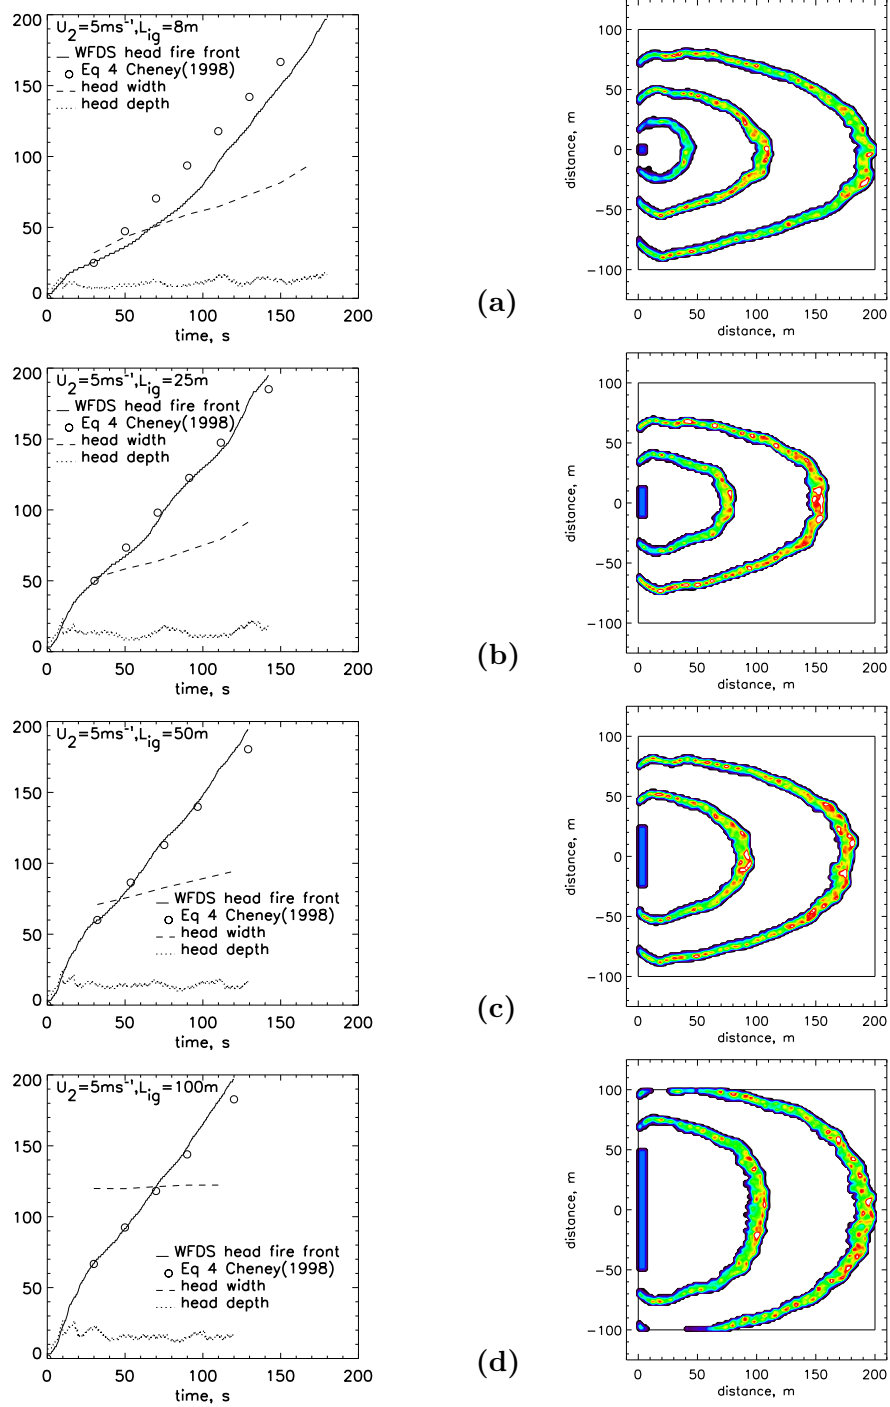 U2=5ms-1,Lig=8m
WFDS head fire front
Eq 4 Cheney(1998)
head width
head depth
200
150
100
50
0
0 50 100 150 200
time, s
(a)
distance, m
100
50
0
−50
−100
0 50 100 150 200
distance, m
U2=5ms-1,Lig=25m
WFDS head fire front
Eq 4 Cheney(1998)
head width
head depth
200
150
100
50
0
0 50 100 150 200
time, s
(b)
distance, m
100
50
0
−50
−100
0 50 100 150 200
distance, m
U2=5ms-1,Lig=50m
WFDS head fire front
Eq 4 Cheney(1998)
head width
head depth
200
150
100
50
0
0 50 100 150 200
time, s
(c)
distance, m
100
50
0
−50
−100
0 50 100 150 200
distance, m
U2=5ms-1,Lig=100m
WFDS head fire front
Eq 4 Cheney(1998)
head width
head depth
200
150
100
50
0
0 50 100 150 200
time, s
(d)
distance, m
100
50
0
−50
−100
0 50 100 150 200
distance, m